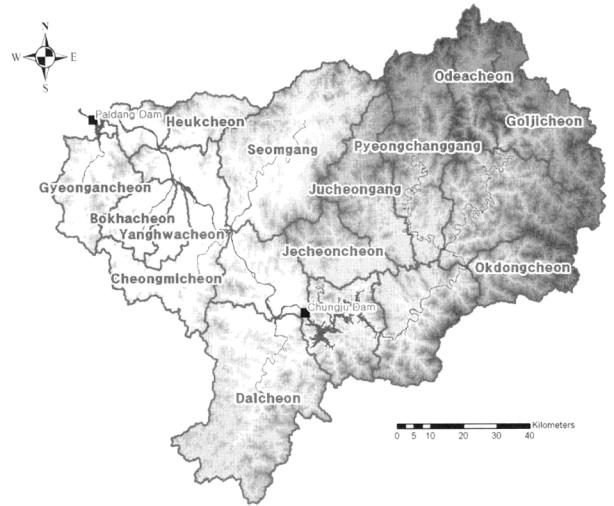 N
W E
S
Odeacheon
Paldang Dam
Heukcheon
Goljicheon
Seomgang
Pyeongchanggang
Gyeongancheon
Jucheongang
Bokhacheon
Yanghwacheon
Jecheoncheon
Okdongcheon
Cheongmicheon
Chungju Dam
Dalcheon
Kilometers
0 5 10 20 30 40